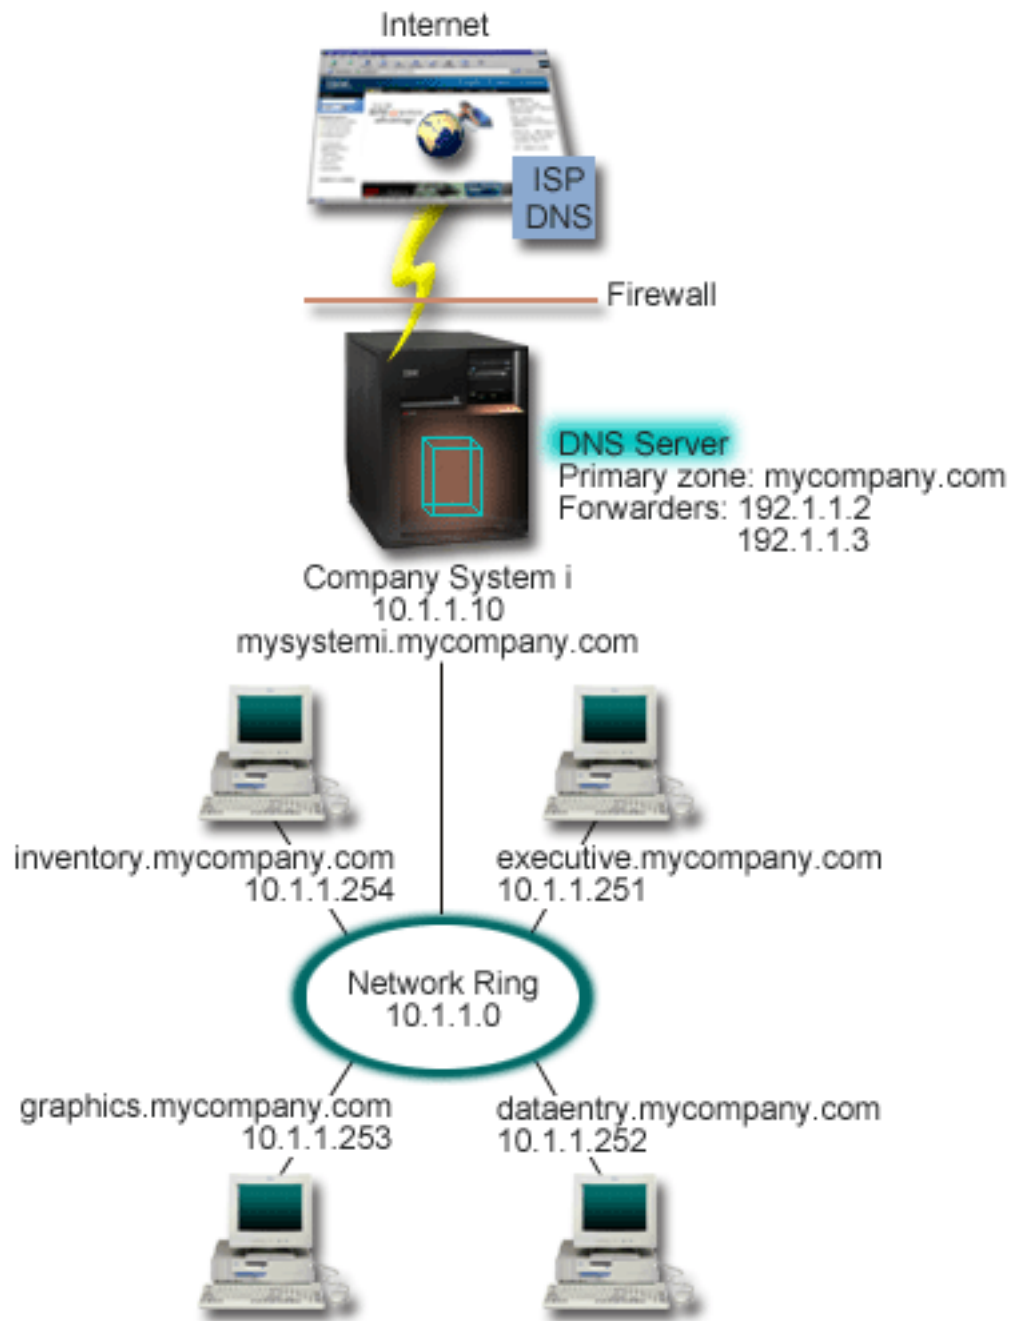 Internet
ISP
DNS
Firewall
IBM
DNS Server
Primary zone: mycompany.com
Forwarders: 192.1.1.2
192.1.1.3
Company System i
10.1.1.10
mysystemi.mycompany.com
inventory.mycompany.com
10.1.1.254
executive.mycompany.com
10.1.1.251
Network Ring
10.1.1.0
graphics.mycompany.com
10.1.1.253
dataentry.mycompany.com
10.1.1.252